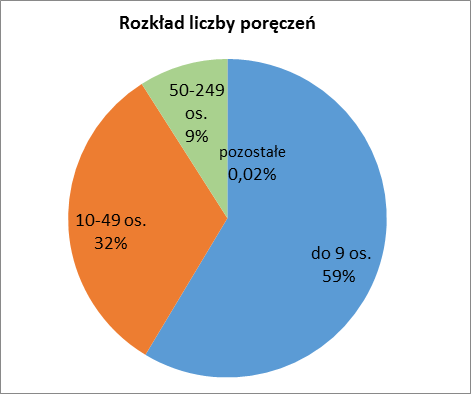 Rozkład liczby poręczeń
50-249
os.
9%
pozostałe
0,02%
10-49 os.
32%
do 9 os.
59%